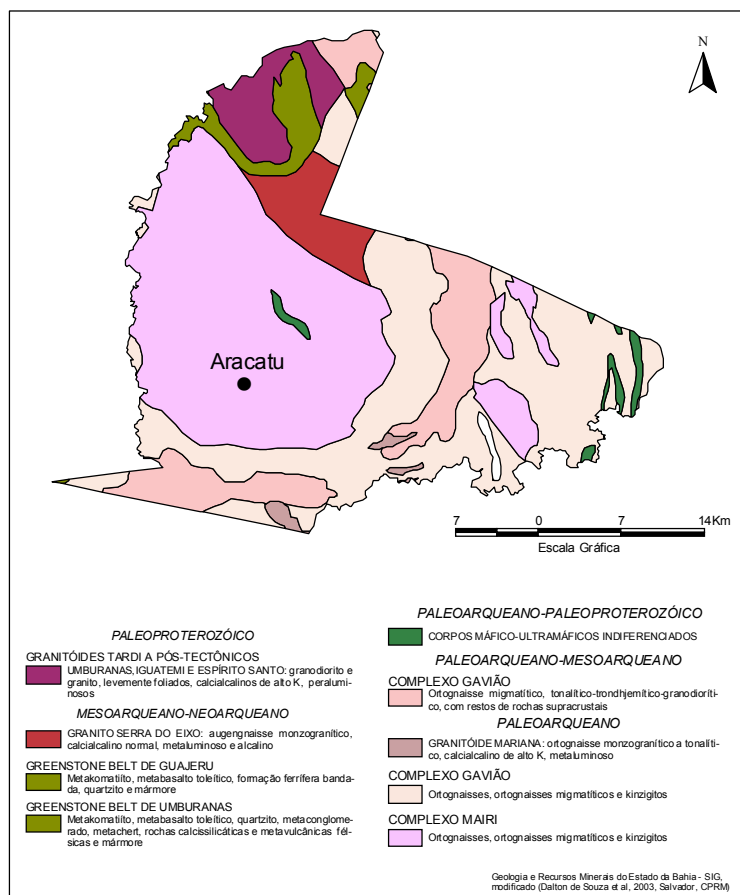 N
Aracatu
7 0 7 14Km
Escala Gráfica
PALEOPROTEROZÓICO
GRANITÓIDES TARDI A PÓS-TECTÔNICOS
UMBURANAS, IGUATEMI E ESPÍRITO SANTO: granodiorito e
granito, levemente foliados, calcialcalinos de alto K, peralumi-
nosos
MESOARQUEANO-NEOARQUEANO
GRANITO SERRA DO EIXO: augengnaisse monzogranítico,
calcialcalino normal, metaluminoso e alcalino
GREENSTONE BELT DE GUAJERU
Metakomatiíto, metabasalto toleítico, formação ferrífera banda-
da, quartzito e mármore
GREENSTONE BELT DE UMBURANAS
Metakomatiíto, metabasalto toleítico, quartzito, metaconglome-
rado, metachert, rochas calcissilicáticas e metavulcânicas fél-
sicas e mármore
PALEOARQUEANO-PALEOPROTEROZÓICO
CORPOS MÁFICO-ULTRAMÁFICOS INDIFERENCIADOS
PALEOARQUEANO-MESOARQUEANO
COMPLEXO GAVIÃO
Ortognaisse migmatítico, tonalítico-trondhjemítico-granodioríti-
co, com restos de rochas supracrustais
PALEOARQUEANO
GRANITÓIDE MARIANA: ortognaisse monzogranítico a tonalíti-
co, calcialcalino de alto K, metaluminoso
COMPLEXO GAVIÃO
Ortognaisses, ortognaisses migmatíticos e kinzigitos
COMPLEXO MAIRI
Ortognaisses, ortognaisses migmatíticos e kinzigitos
Geologia e Recursos Minerais do Estado da Bahia - SIG,
modificado (Dalton de Souza et al, 2003, Salvador, CPRM)